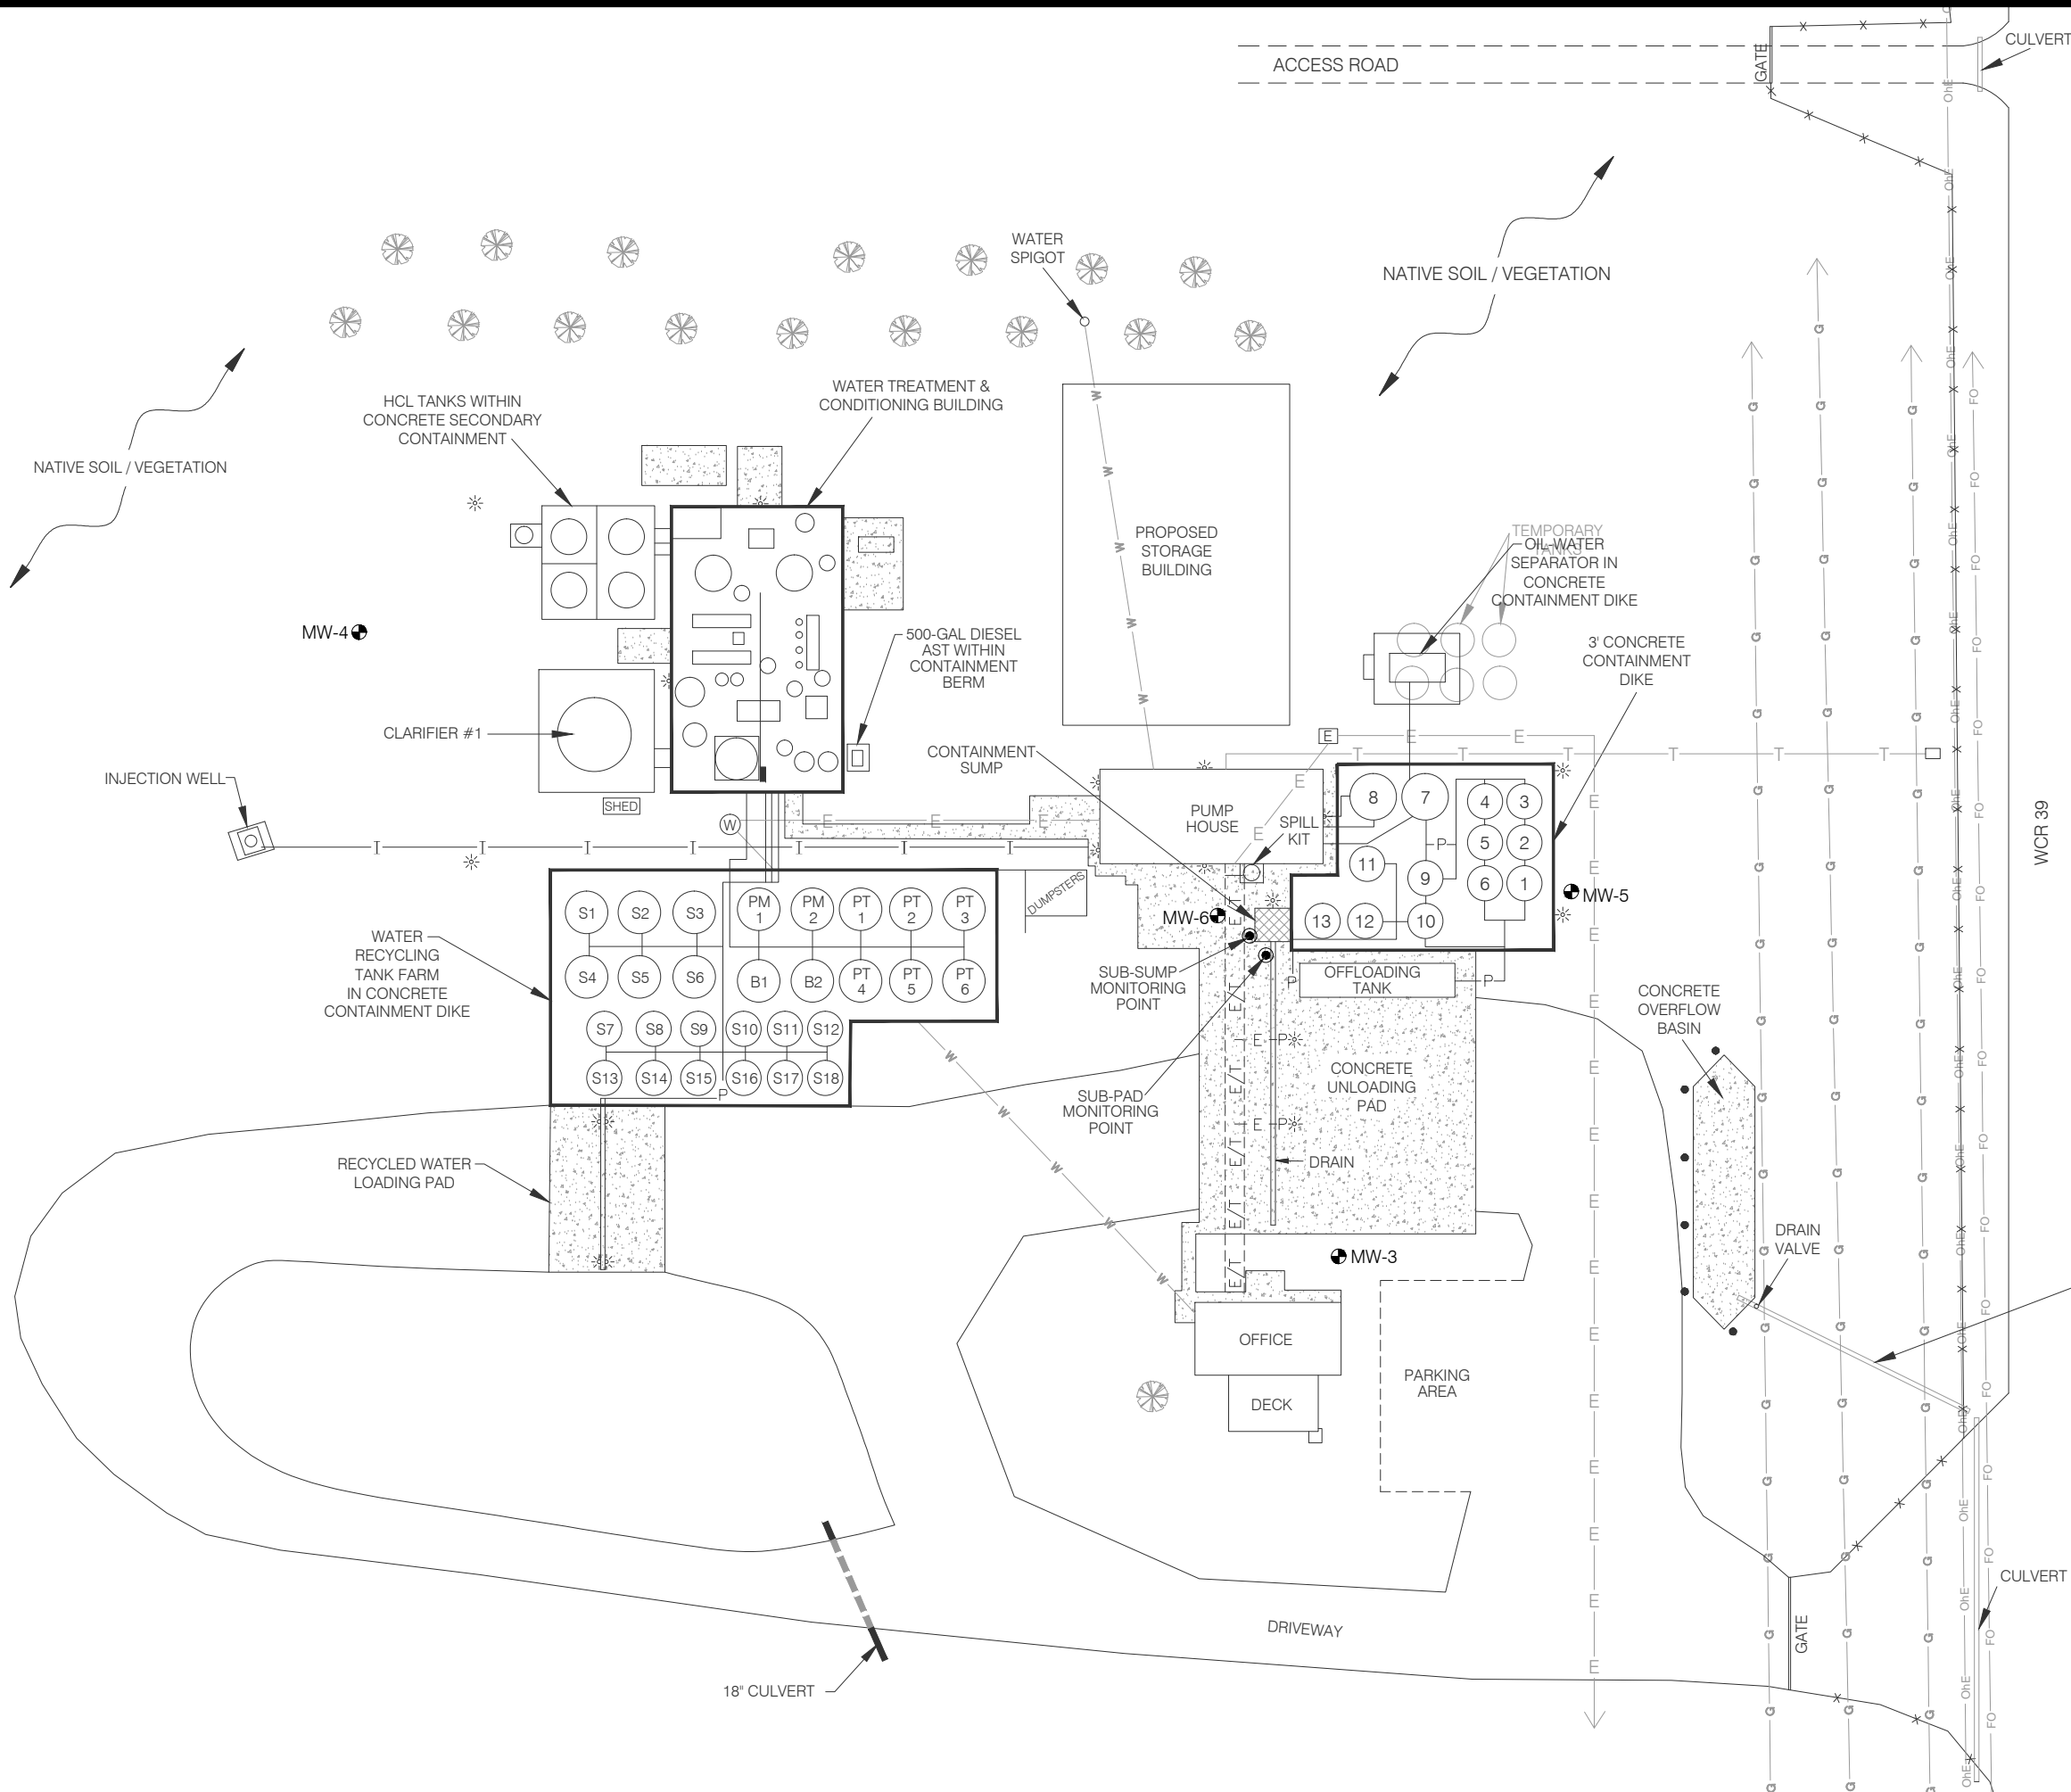 CULVERT
ACCESS ROAD
GATE
WATER
SPIGOT
NATIVE SOIL / VEGETATION
HCL TANKS WITHIN
CONCRETE SECONDARY
CONTAINMENT
WATER TREATMENT &
CONDITIONING BUILDING
NATIVE SOIL / VEGETATION
PROPOSED
STORAGE
BUILDING
TEMPORARY
TANKS
OIL-WATER
SEPARATOR IN
CONCRETE
CONTAINMENT DIKE
MW-4
500-GAL DIESEL
AST WITHIN
CONTAINMENT
BERM
3' CONCRETE
CONTAINMENT
DIKE
CLARIFIER #1
CONTAINMENT
SUMP
INJECTION WELL
SHED
PUMP
HOUSE
SPILL
KIT
E
W
8
7
4
3
5
2
11
9
6
1
13
12
10
MW-5
MW-6
WCR 39
DUMPSTERS
WATER
RECYCLING
TANK FARM
IN CONCRETE
CONTAINMENT DIKE
S1
S2
S3
PM
1
PM
2
PT
1
PT
2
PT
3
S4
S5
S6
B1
B2
PT
4
PT
5
PT
6
S7
S8
S9
S10
S11
S12
S13
S14
S15
S16
S17
S18
P
SUB-SUMP
MONITORING
POINT
OFFLOADING
TANK
P
P
P
CONCRETE
OVERFLOW
BASIN
CONCRETE
UNLOADING
PAD
SUB-PAD
MONITORING
POINT
E P
E P
DRAIN
RECYCLED WATER
LOADING PAD
DRAIN
VALVE
MW-3
OFFICE
DECK
PARKING
AREA
CULVERT
DRIVEWAY
GATE
18" CULVERT
E E E
T T T T T T
E E E
I I I I I I I
W W W W W
G G G G
OhE
FO
E/T